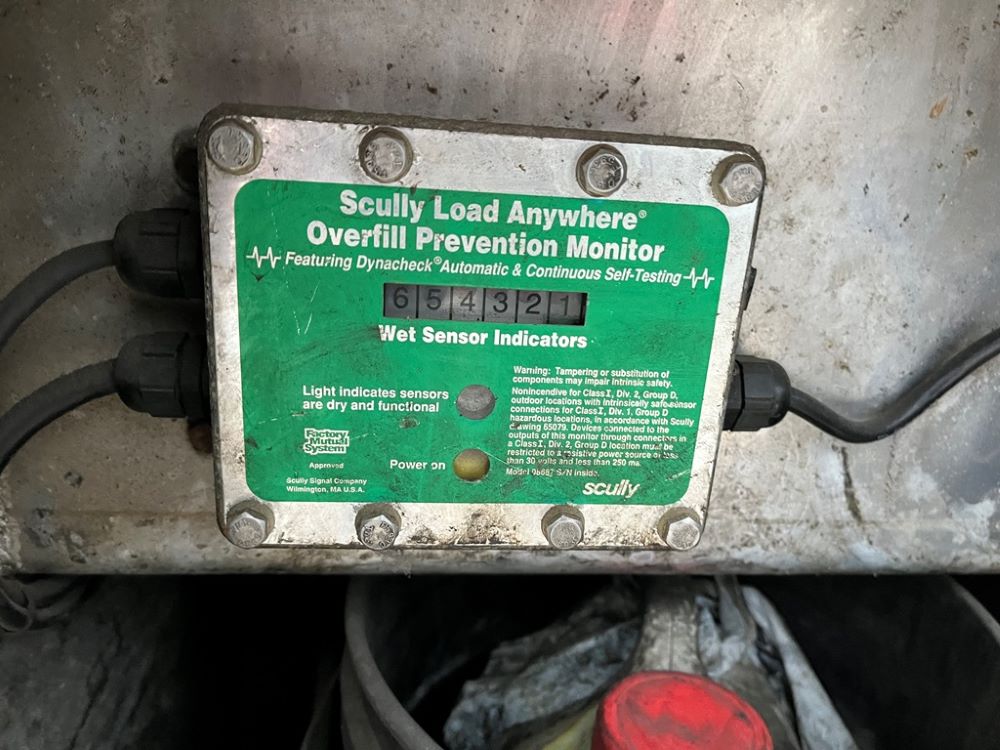 Scully Load Anywhere®
Overfill Prevention Monitor
Featuring Dynacheck® Automatic & Continuous Self-Testing
6 5 4 3 2 1
Wet Sensor Indicators
Light indicates sensors
are dry and functional
Factory
Mutual
System
Approved
Scully Signal Company
Wilmington, MA U.S.A.
Power on
Warning: Tampering or substitution of
components may impair intrinsic safety.
Nonincendive for Class I, Div. 2, Group D,
outdoor locations with intrinsically safe sensor
connections for Class I, Div. 1, Group D
hazardous locations, in accordance with Scully
drawing 65079. Devices connected to the
outputs of this monitor through connectors in
a Class I, Div. 2, Group D location must be
restricted to a resistive power source of less
than 30 volts and less than 250 ma.
Model S/N inside.
scully